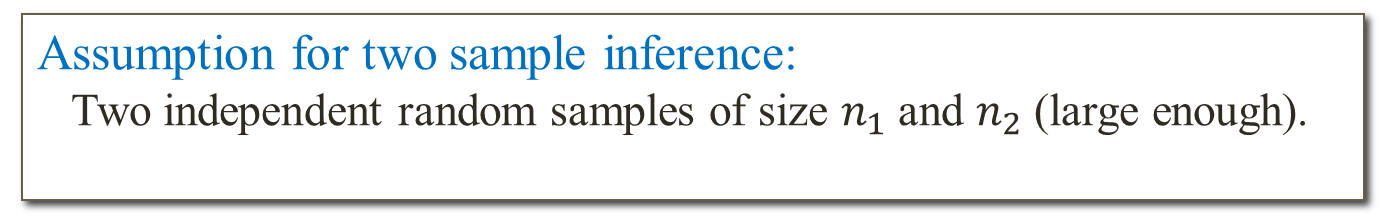 Assumption for two sample inference:
Two independent random samples of size n₁ and n₂ (large enough).